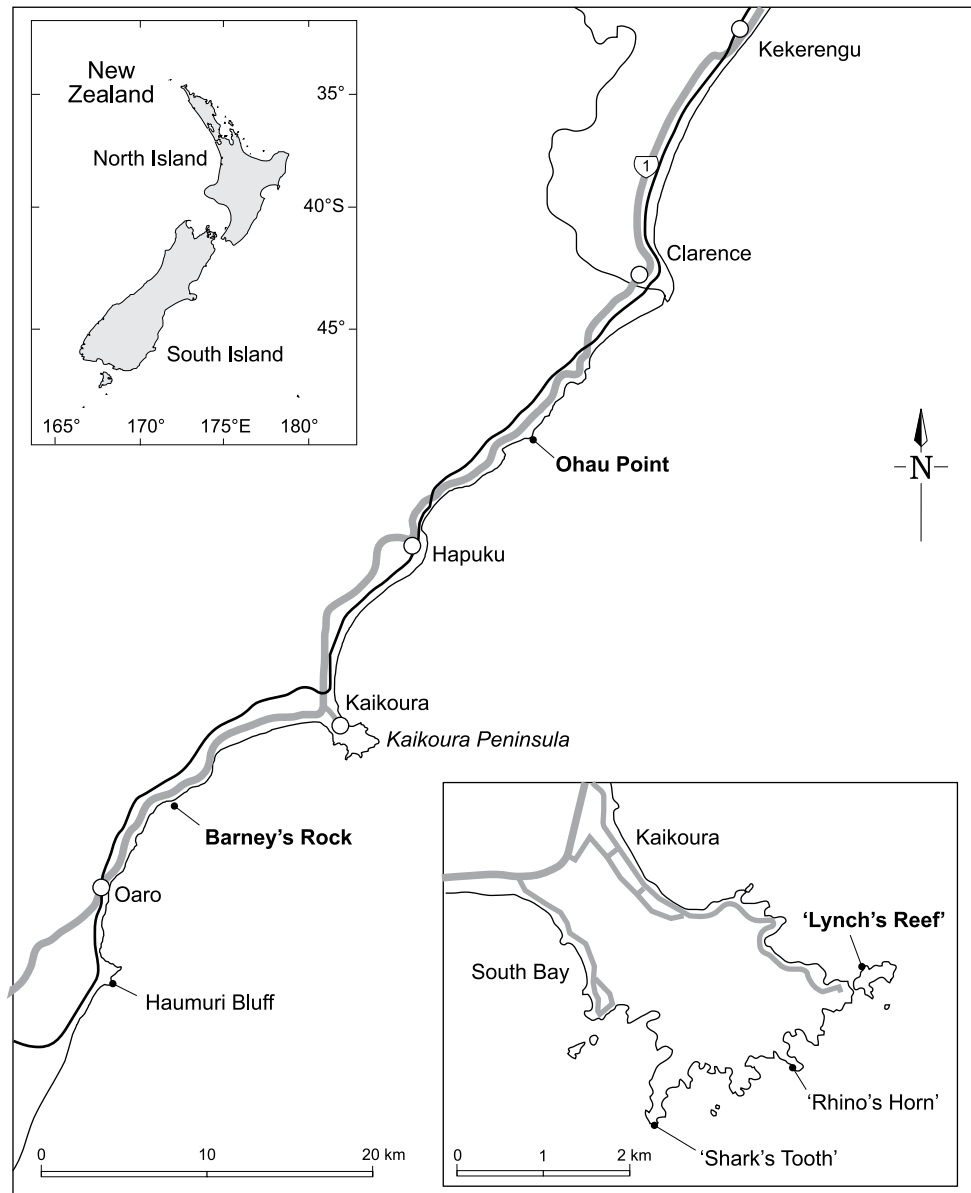 New
Zealand
North Island
South Island
35°
40°S
45°
165°
170°
175°E
180°
Kekerengu
1
Clarence
Ohau Point
N
Hapuku
Kaikoura
Kaikoura Peninsula
Barney's Rock
Oaro
Haumuri Bluff
0 10 20 km
Kaikoura
'Lynch's Reef'
South Bay
'Rhino's Horn'
'Shark's Tooth'
0 1 2 km